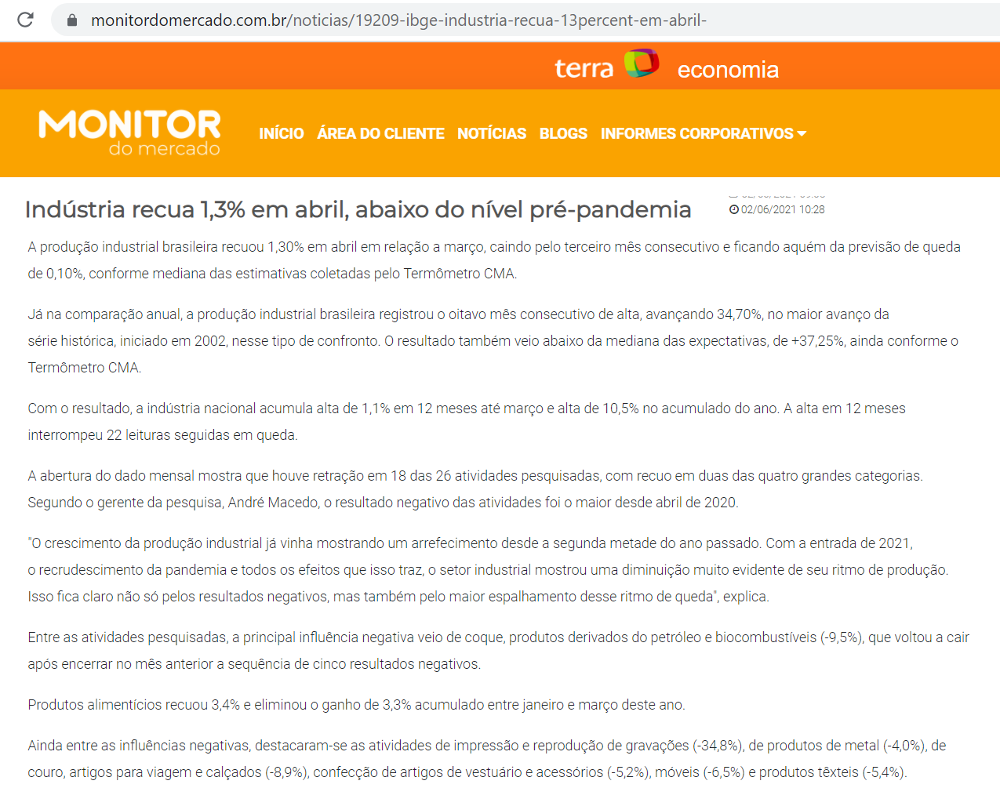 monitordomercado.com.br/noticias/19209-ibge-industria-recua-13percent-em-abril-
terra economia
MONITOR
do mercado
INÍCIO ÁREA DO CLIENTE NOTÍCIAS BLOGS INFORMES CORPORATIVOS
Indústria recua 1,3% em abril, abaixo do nível pré-pandemia
02/06/2021 10:28
A produção industrial brasileira recuou 1,30% em abril em relação a março, caindo pelo terceiro mês consecutivo e ficando aquém da previsão de queda
de 0,10%, conforme mediana das estimativas coletadas pelo Termômetro CMA.
Já na comparação anual, a produção industrial brasileira registrou o oitavo mês consecutivo de alta, avançando 34,70%, no maior avanço da
série histórica, iniciado em 2002, nesse tipo de confronto. O resultado também veio abaixo da mediana das expectativas, de +37,25%, ainda conforme o
Termômetro CMA.
Com o resultado, a indústria nacional acumula alta de 1,1% em 12 meses até março e alta de 10,5% no acumulado do ano. A alta em 12 meses
interrompeu 22 leituras seguidas em queda.
A abertura do dado mensal mostra que houve retração em 18 das 26 atividades pesquisadas, com recuo em duas das quatro grandes categorias.
Segundo o gerente da pesquisa, André Macedo, o resultado negativo das atividades foi o maior desde abril de 2020.
"O crescimento da produção industrial já vinha mostrando um arrefecimento desde a segunda metade do ano passado. Com a entrada de 2021,
o recrudescimento da pandemia e todos os efeitos que isso traz, o setor industrial mostrou uma diminuição muito evidente de seu ritmo de produção.
Isso fica claro não só pelos resultados negativos, mas também pelo maior espalhamento desse ritmo de queda", explica.
Entre as atividades pesquisadas, a principal influência negativa veio de coque, produtos derivados do petróleo e biocombustíveis (-9,5%), que voltou a cair
após encerrar no mês anterior a sequência de cinco resultados negativos.
Produtos alimentícios recuou 3,4% e eliminou o ganho de 3,3% acumulado entre janeiro e março deste ano.
Ainda entre as influências negativas, destacaram-se as atividades de impressão e reprodução de gravações (-34,8%), de produtos de metal (-4,0%), de
couro, artigos para viagem e calçados (-8,9%), confecção de artigos de vestuário e acessórios (-5,2%), móveis (-6,5%) e produtos têxteis (-5,4%).